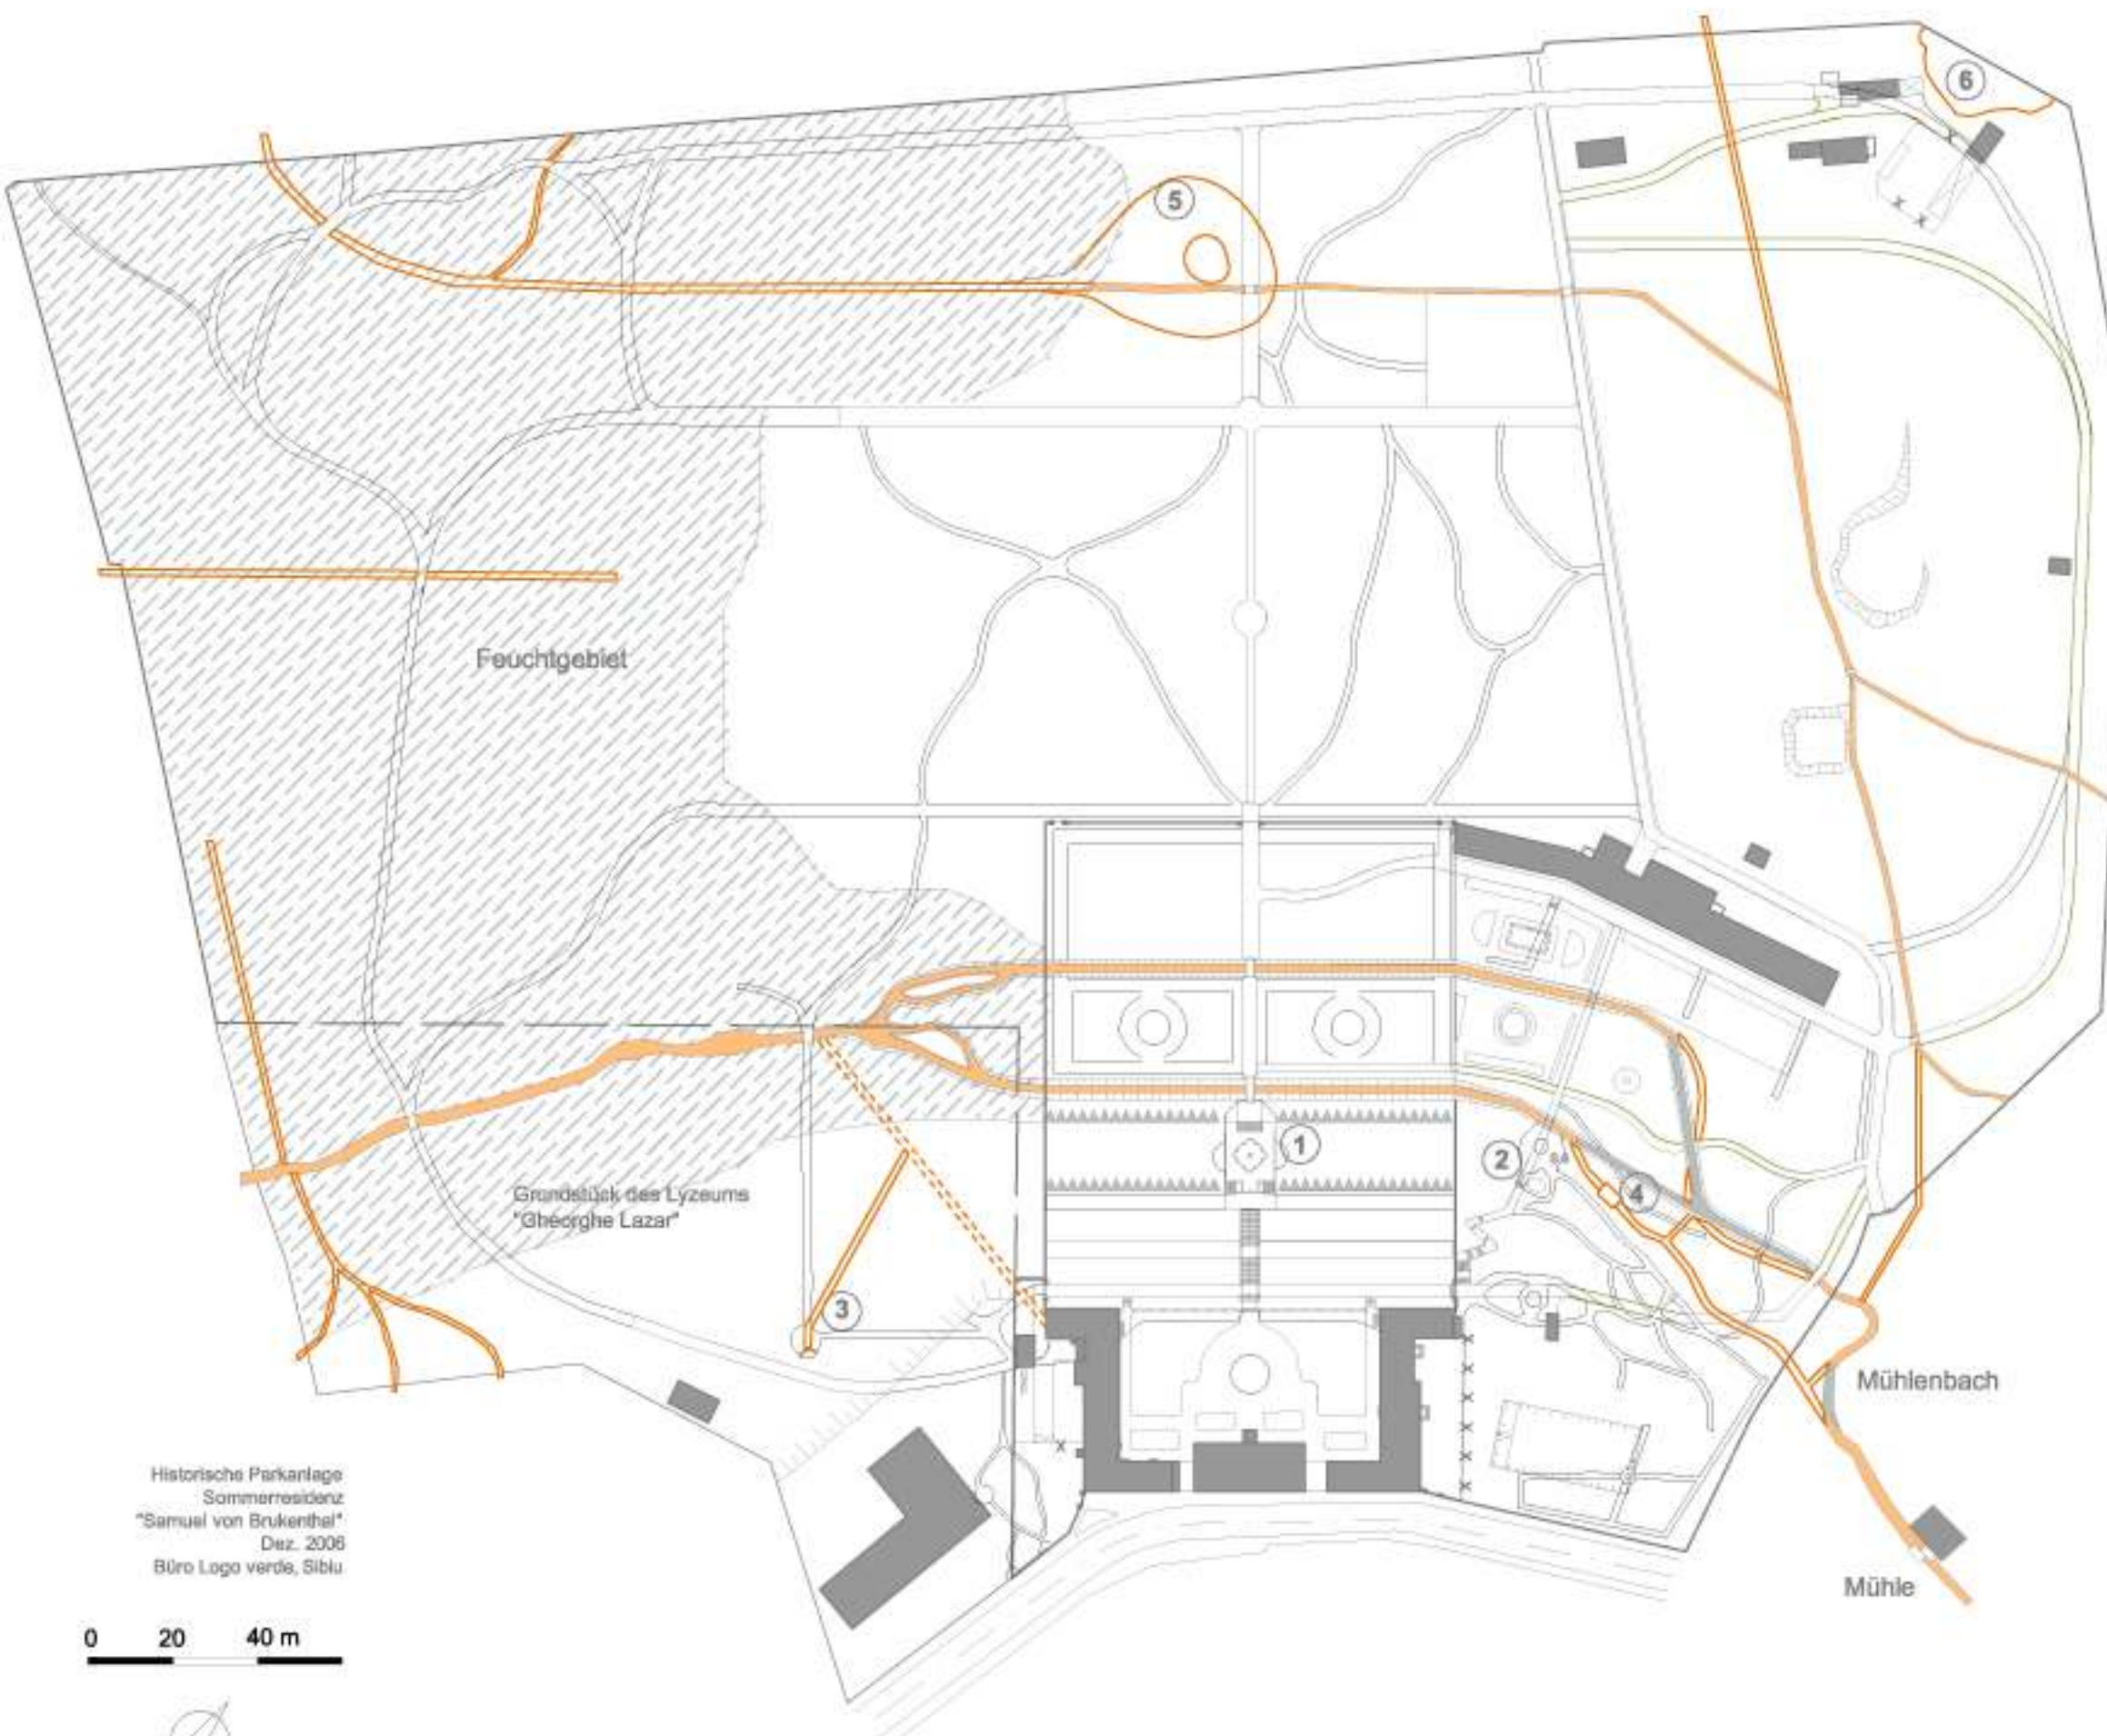 6
5
Feuchtgebiet
1
2
4
Grundstück des Lyzeums
"Gheorghe Lazar"
3
Mühlenbach
Historische Parkanlage
Sommerresidenz
"Samuel von Brukenthal"
Dez. 2006
Büro Logo verde, Sibiu
Mühle
0 20 40 m